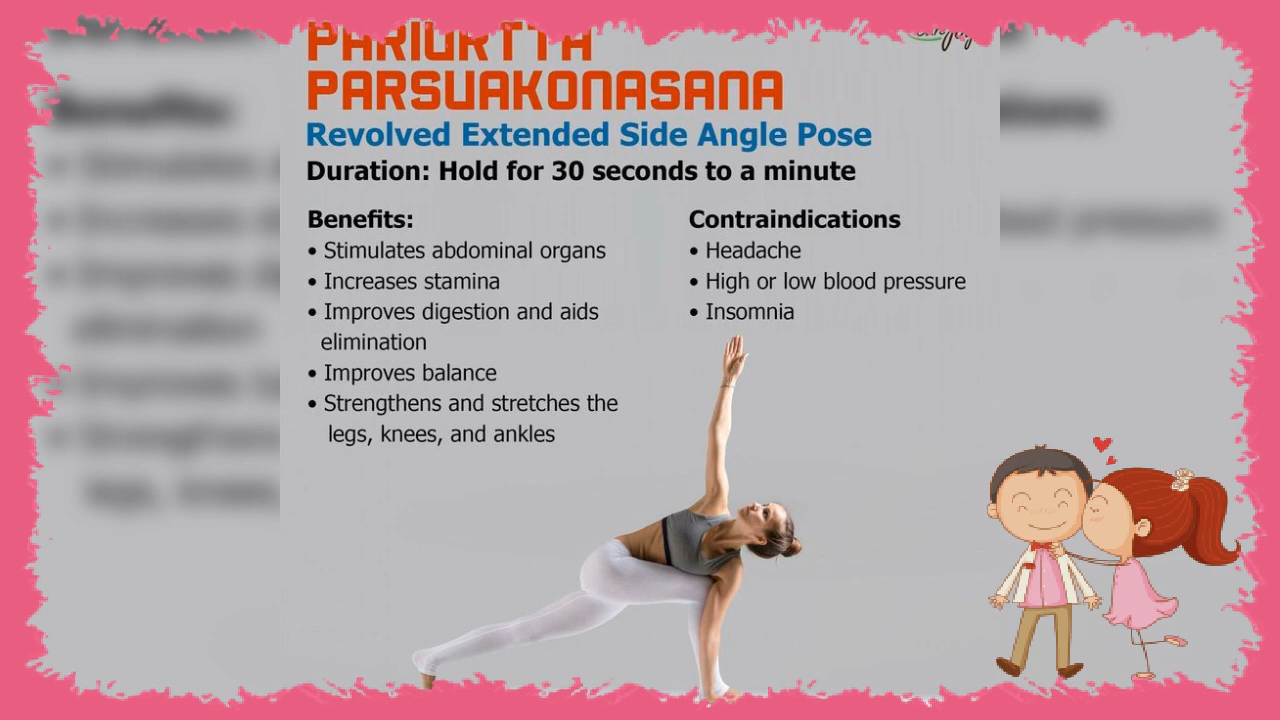 PARIURTTA
PARSUAKONASANA
Revolved Extended Side Angle Pose
Duration: Hold for 30 seconds to a minute
Benefits:
• Stimulates abdominal organs
• Increases stamina
• Improves digestion and aids
elimination
• Improves balance
• Strengthens and stretches the
legs, knees, and ankles
Contraindications
• Headache
• High or low blood pressure
• Insomnia